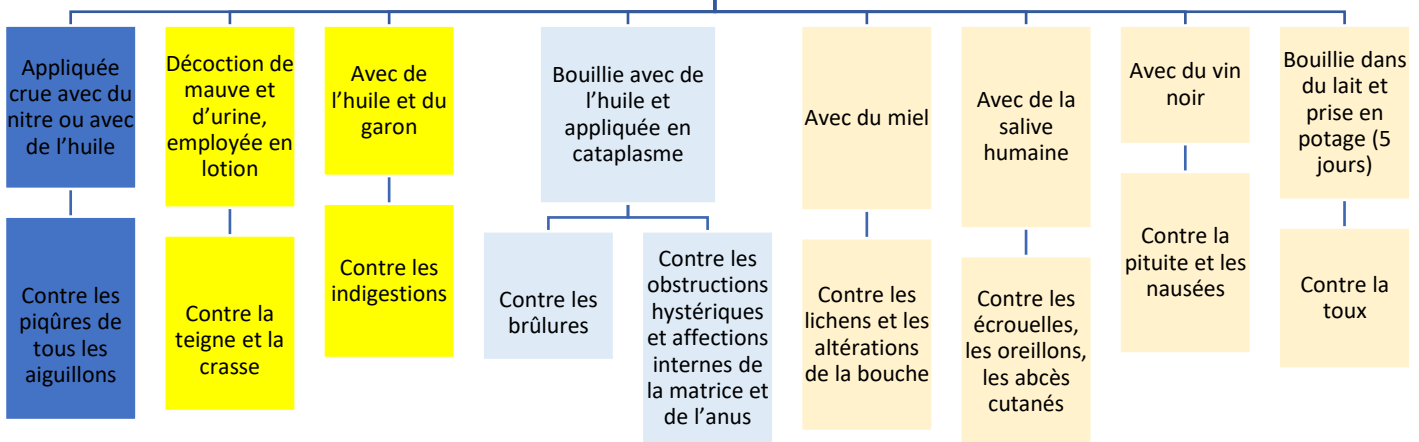 Appliquée
crue avec du
nitre ou avec
de l’huile
Décoction de
mauve et
d’urine,
employée en
lotion
Avec de
l’huile et du
garon
Bouillie avec de
l’huile et
appliquée en
cataplasme
Avec du miel
Avec de la
salive
humaine
Avec du vin
noir
Bouillie dans
du lait et
prise en
potage (5
jours)
Contre les
piqûres de
tous les
aiguillons
Contre la
teigne et la
crasse
Contre les
indigestions
Contre les
brûlures
Contre les
obstructions
hystériques
et affections
internes de
la matrice et
de l’anus
Contre les
lichens et les
altérations
de la bouche
Contre les
écrouelles,
les oreillons,
les abcès
cutanés
Contre la
pituite et les
nausées
Contre la
toux